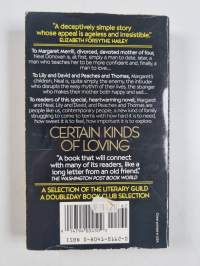 "A deceptively simple story
whose appeal is ageless and irresistible."
ELIZABETH FORSYTHE HAILEY
To Margaret Merrill, divorced, devoted mother of four,
Neal Donovan is, at first, simply a man to date, later, a
man who teaches her to be more confident and, finally, a
man to love...
To Lily and David and Peaches and Thomas, Margaret's
children, Neal is, quite simply, the enemy, the intruder
who disrupts the easy rhythm of their lives, the stranger
who makes their mother both happy and sad...
To readers of this special, heartwarming novel, Margaret
and Neal, Lily and David, and Peaches and Thomas, are
people like us, contemporary people, a new kind of family
struggling to come to terms with how hard it is to need,
how sweet it is to feel, how important it is to explore
CERTAIN KINDS
OF LOVING
"A book that will connect
with many of its readers, like a
long letter from an old friend."
THE WASHINGTON POST BOOK WORLD
A SELECTION OF THE LITERARY GUILD
A DOUBLEDAY BOOK CLUB SELECTION
ISBN 0-8041-0162-0